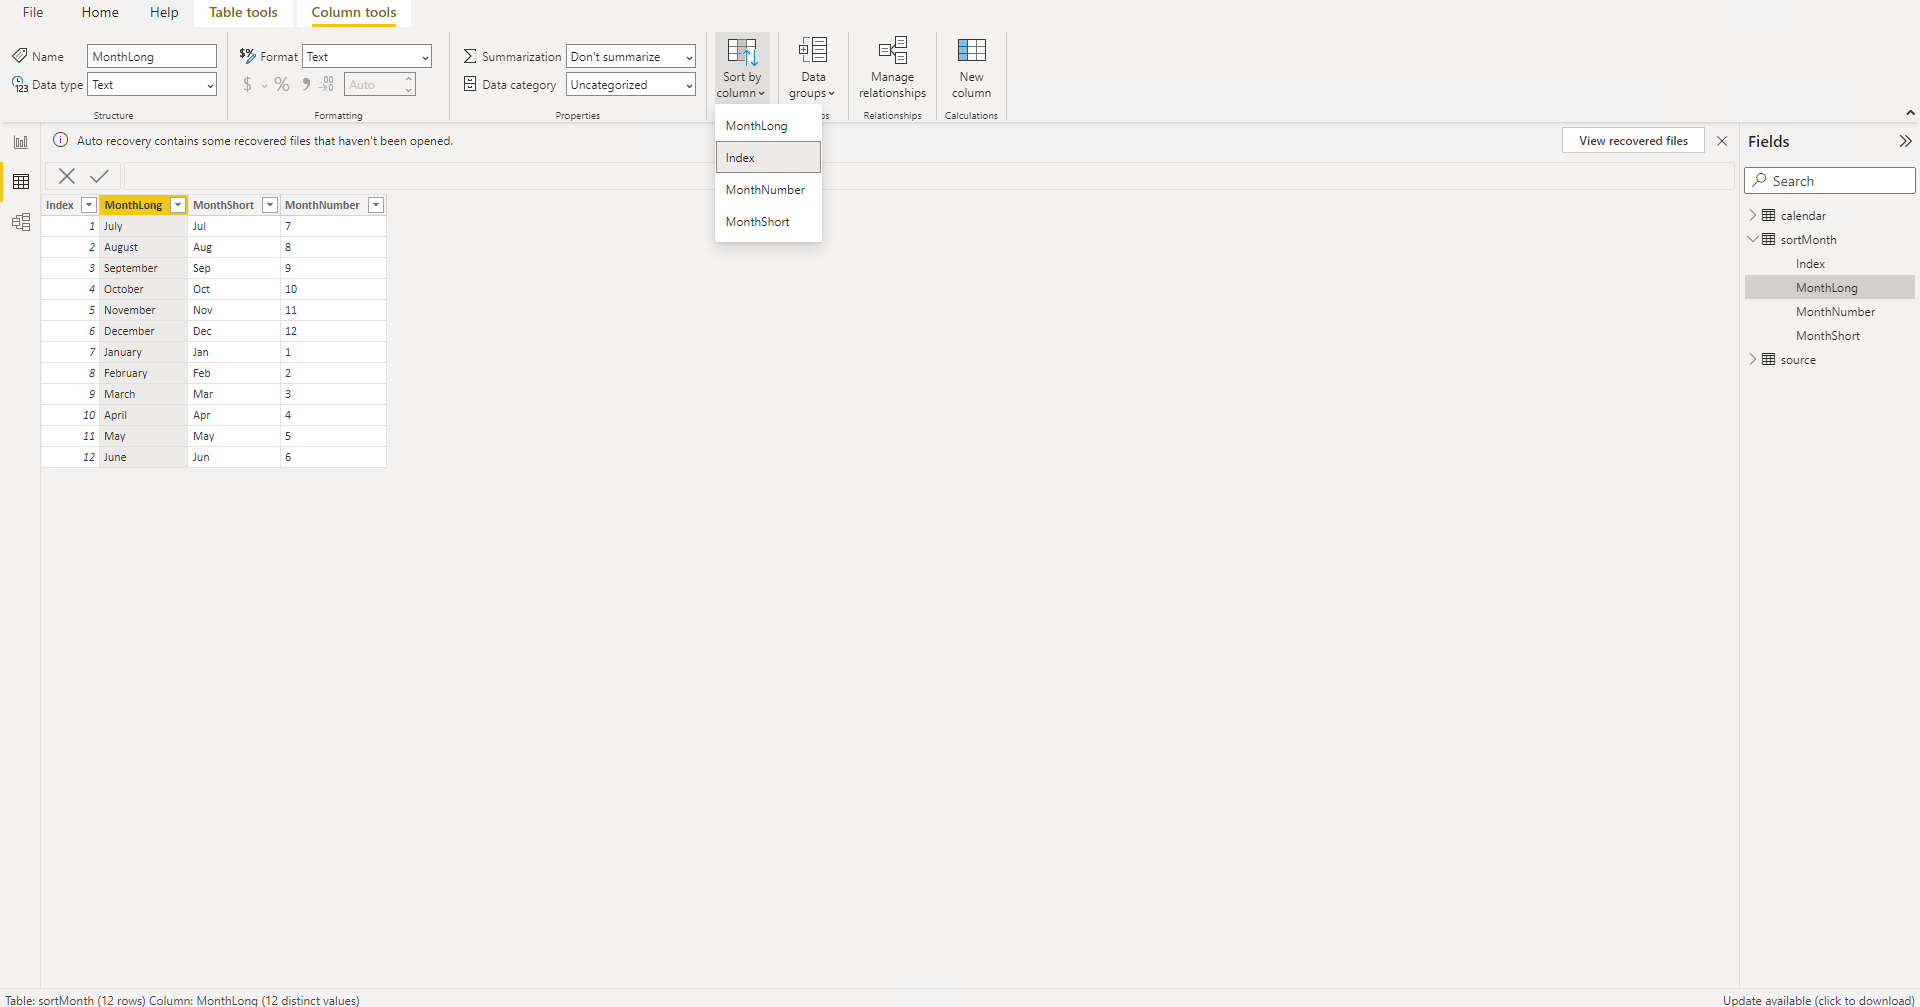 File Home Help Table tools Column tools
Name MonthLong
Data type Text
Structure
$% Format Text
$ % Auto
Formatting
Summarization Don't summarize
Data category Uncategorized
Properties
Sort by
column
Data
groups
ps
Manage
relationships
Relationships
New
column
Calculations
MonthLong
Index
MonthNumber
MonthShort
Auto recovery contains some recovered files that haven't been opened.
View recovered files
Index MonthLong MonthShort MonthNumber
1 July Jul 7
2 August Aug 8
3 September Sep 9
4 October Oct 10
5 November Nov 11
6 December Dec 12
7 January Jan 1
8 February Feb 2
9 March Mar 3
10 April Apr 4
11 May May 5
12 June Jun 6
Fields
Search
calendar
sortMonth
Index
MonthLong
MonthNumber
MonthShort
source
Table: sortMonth (12 rows) Column: MonthLong (12 distinct values)
Update available (click to download)